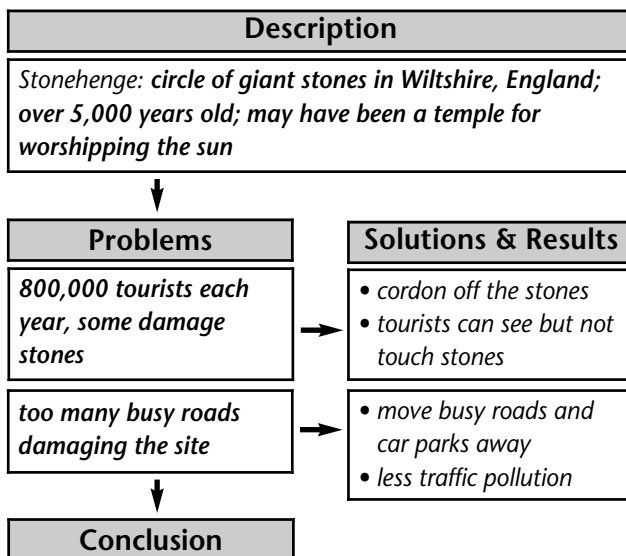 Description
Stonehenge: circle of giant stones in Wiltshire, England;
over 5,000 years old; may have been a temple for
worshipping the sun
Problems
800,000 tourists each
year, some damage
stones
Solutions & Results
• cordon off the stones
• tourists can see but not
touch stones
too many busy roads
damaging the site
• move busy roads and
car parks away
• less traffic pollution
Conclusion